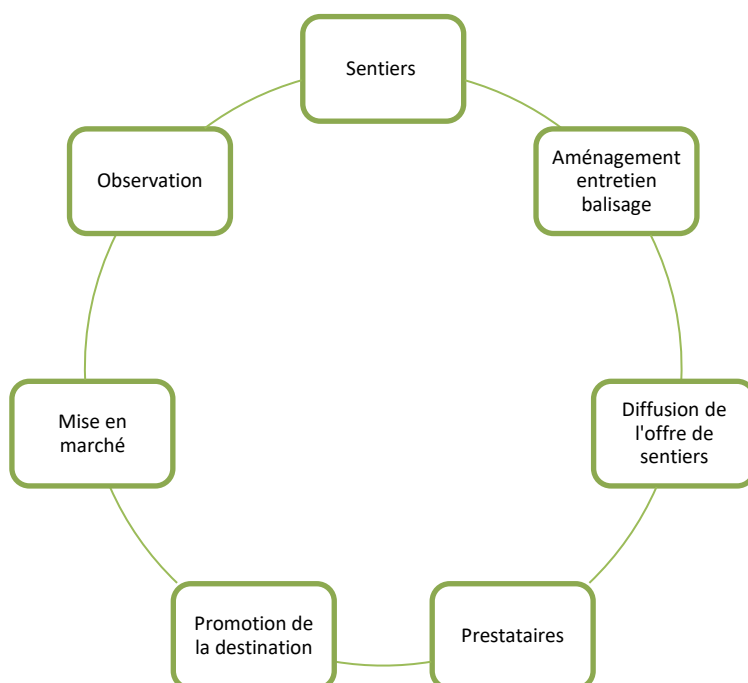 Sentiers
Aménagement
entretien
balisage
Diffusion de
l'offre de
sentiers
Prestataires
Promotion de
la destination
Mise en
marché
Observation